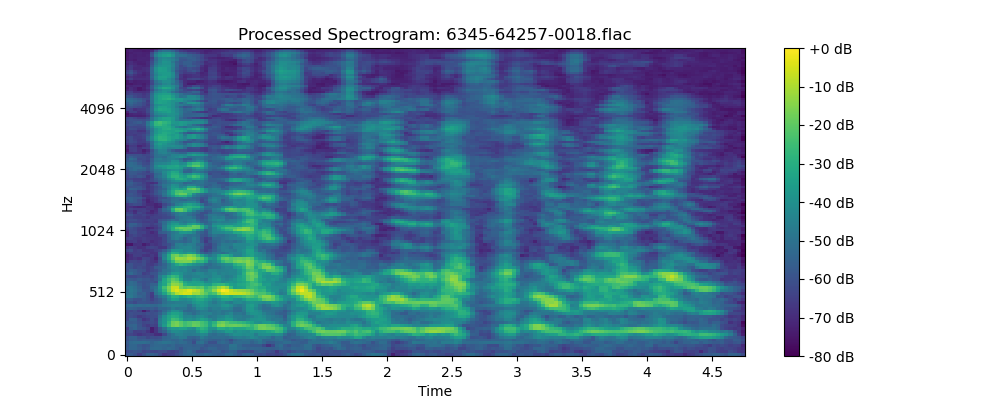 Processed Spectrogram: 6345-64257-0018.flac
Hz
4096
2048
1024
512
0
0 0.5 1 1.5 2 2.5 3 3.5 4 4.5
Time
+0 dB
-10 dB
-20 dB
-30 dB
-40 dB
-50 dB
-60 dB
-70 dB
-80 dB